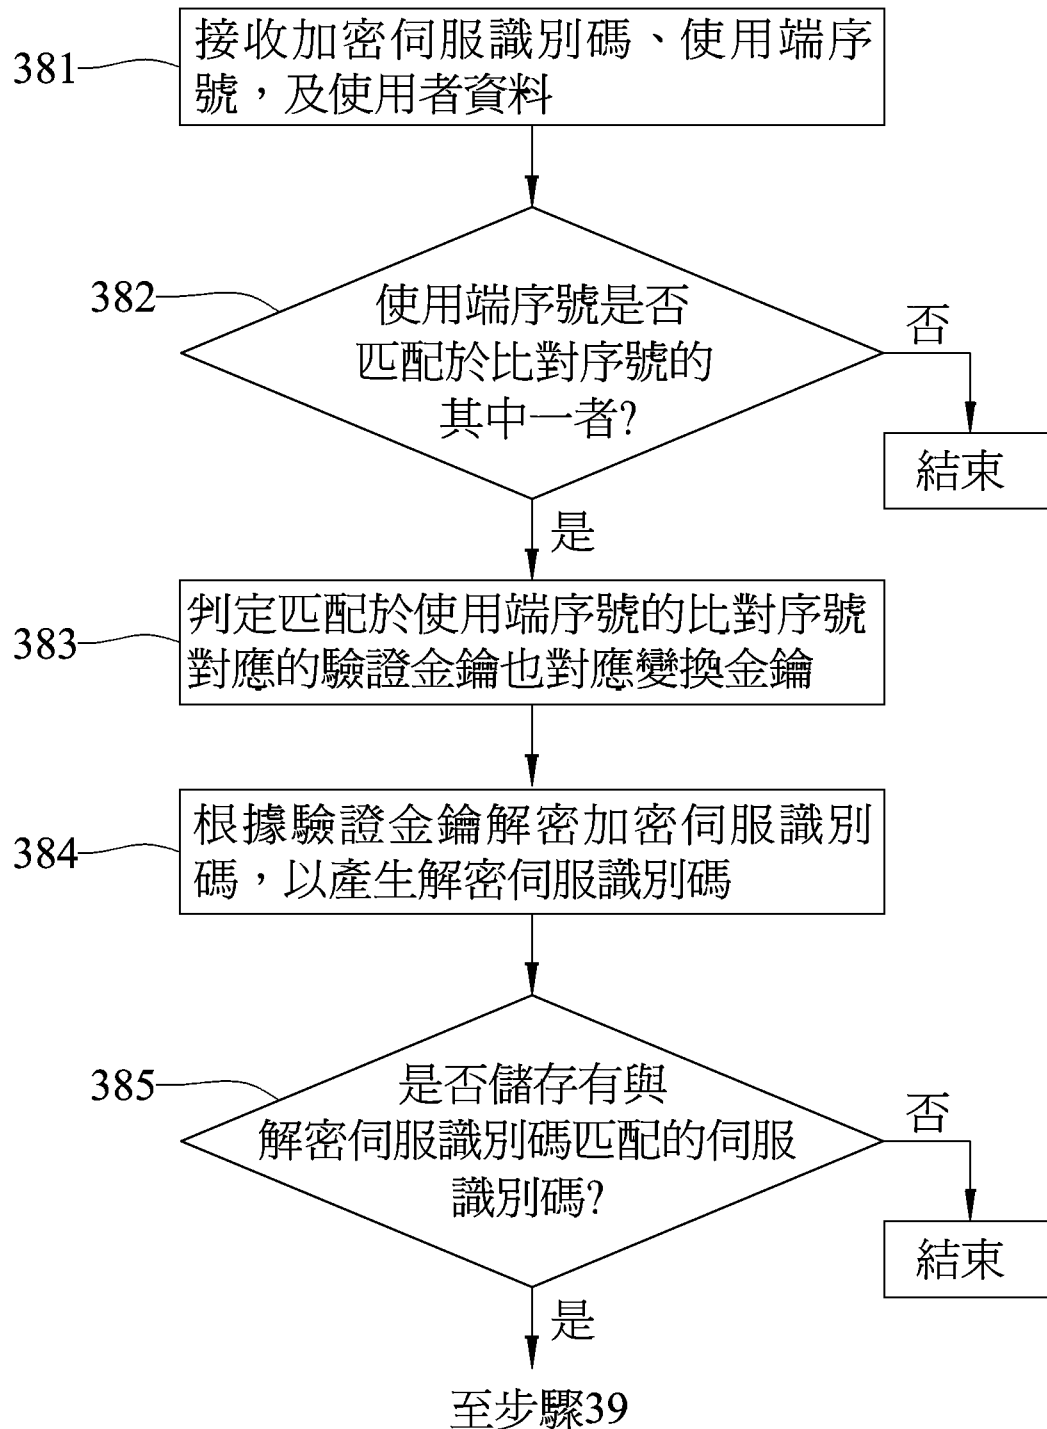 381
接收加密伺服識別碼、使用端序
號，及使用者資料
382
使用端序號是否
匹配於比對序號的
其中一者?
否
結束
是
383
判定匹配於使用端序號的比對序號
對應的驗證金鑰也對應變換金鑰
384
根據驗證金鑰解密加密伺服識別
碼，以產生解密伺服識別碼
385
是否儲存有與
解密伺服識別碼匹配的伺服
識別碼?
否
結束
是
至步驟39